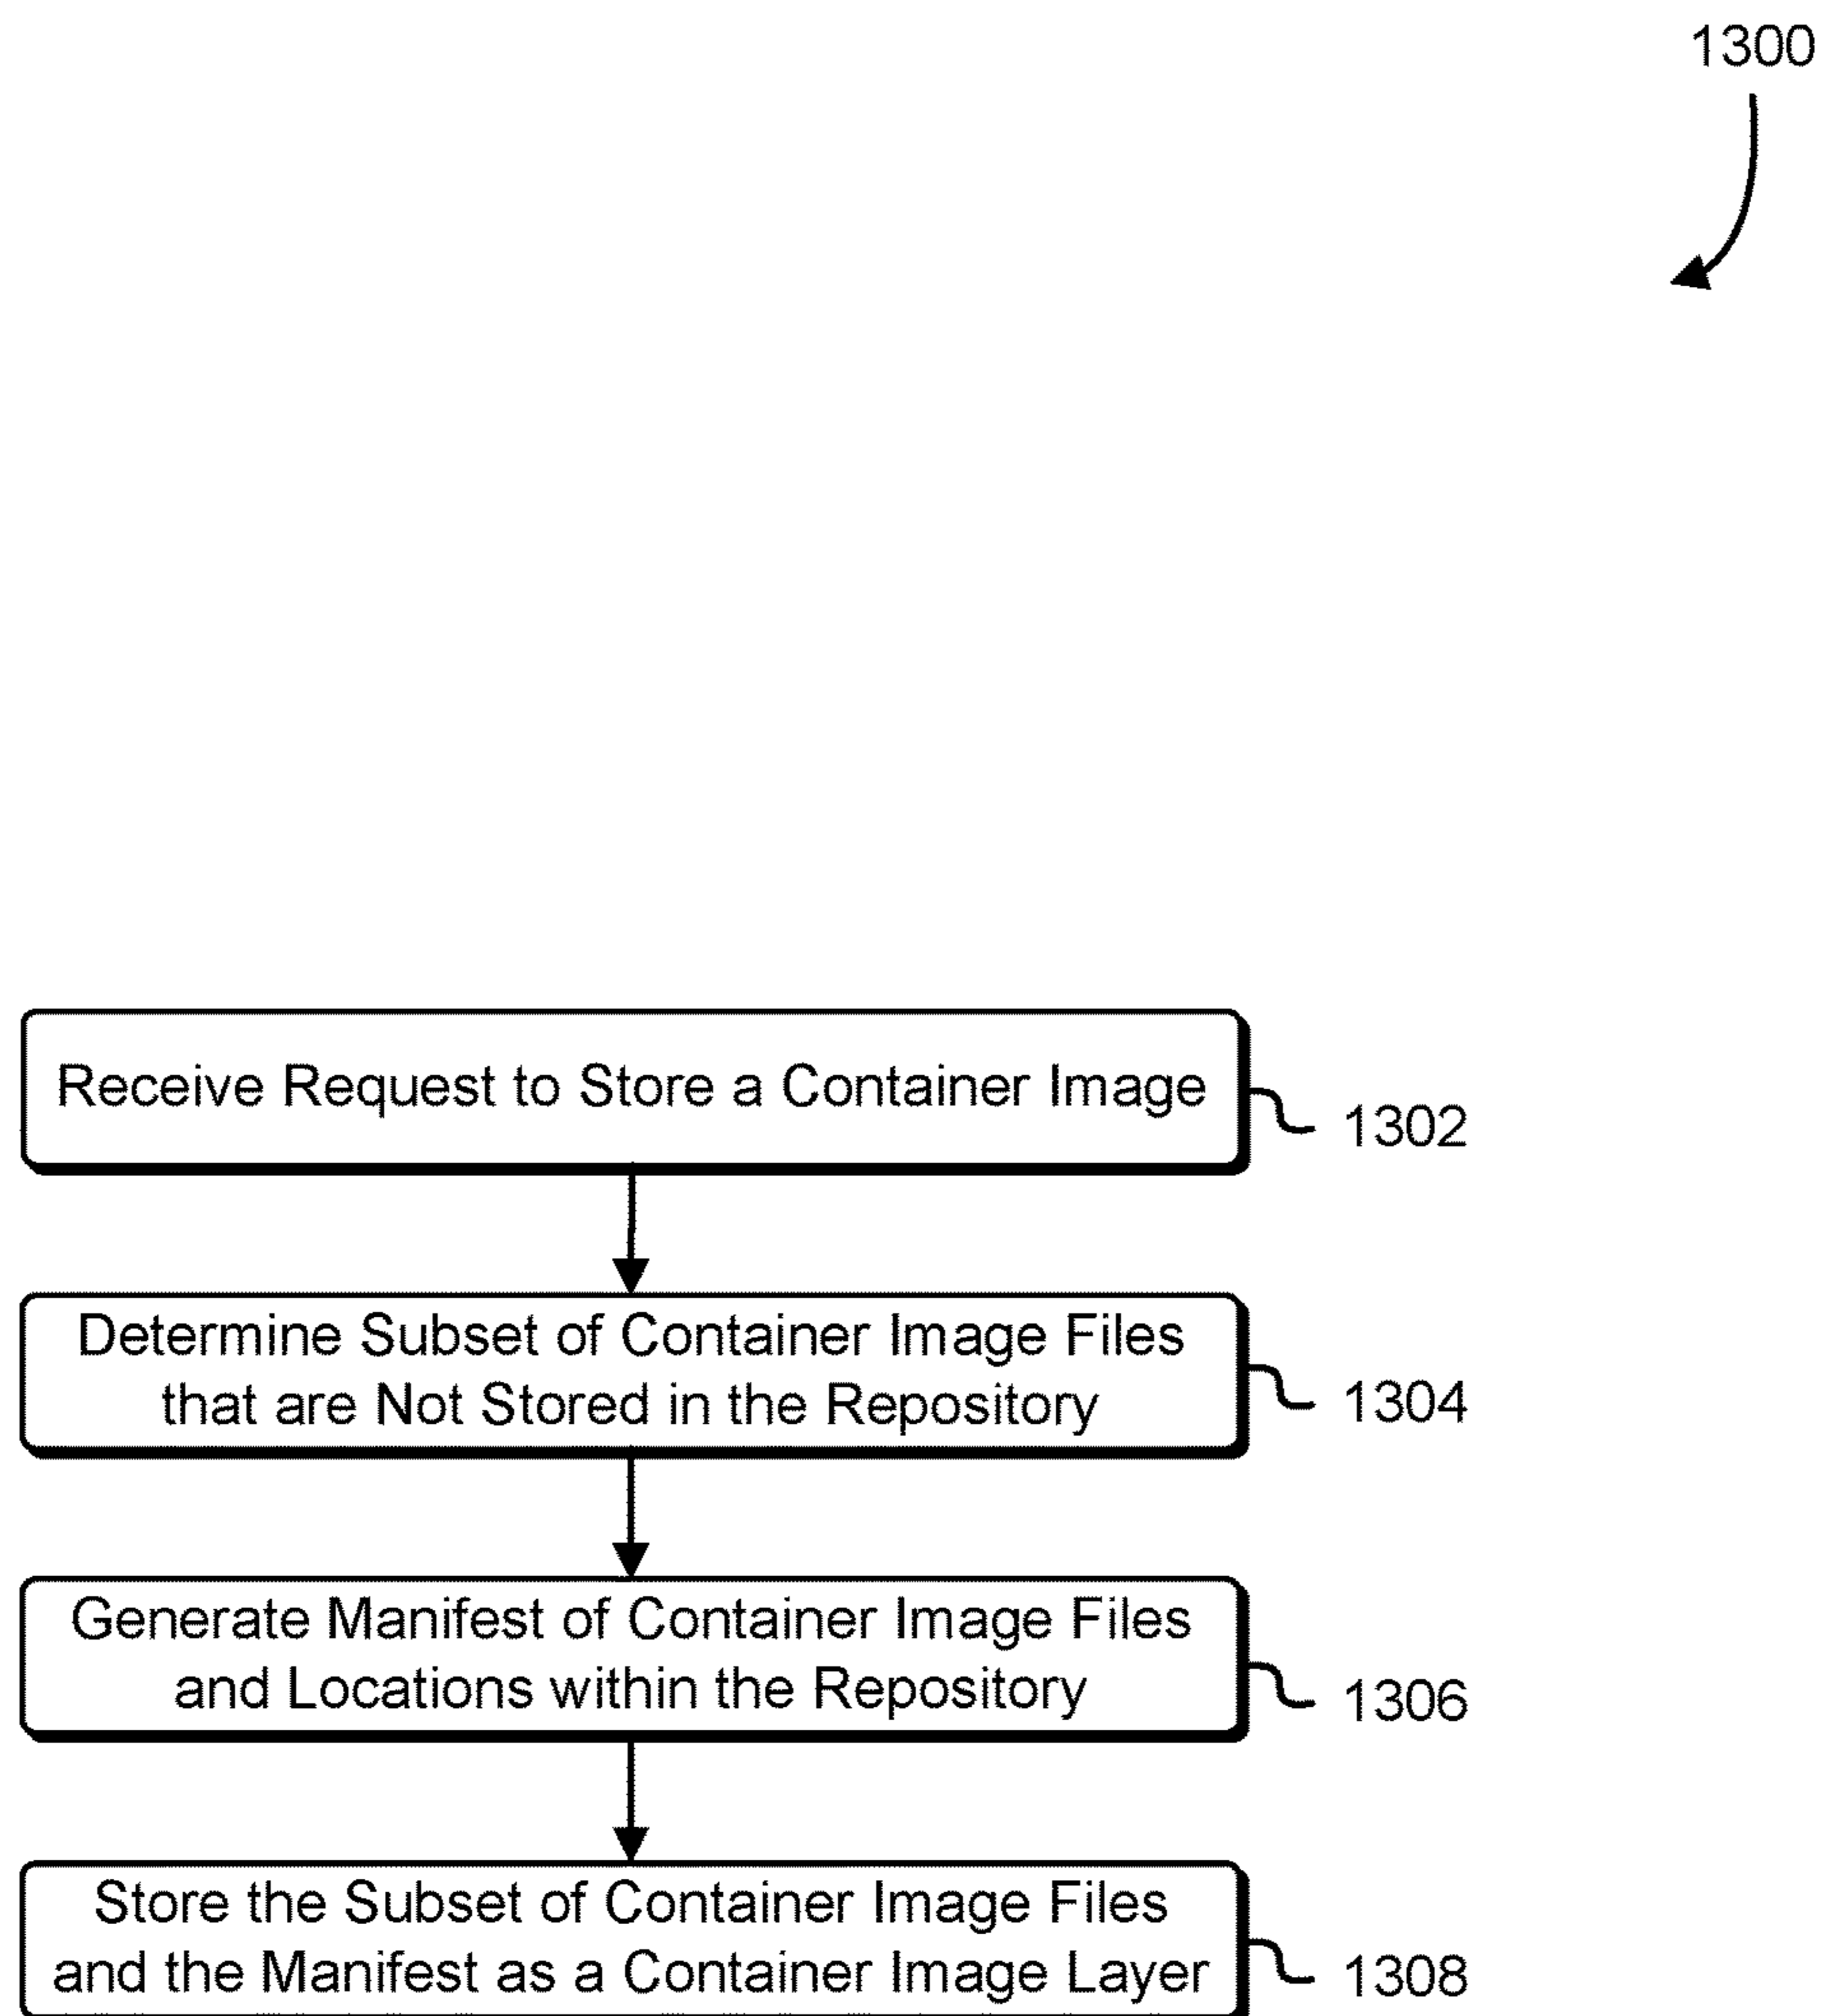 1300
Receive Request to Store a Container Image
1302
Determine Subset of Container Image Files
that are Not Stored in the Repository
1304
Generate Manifest of Container Image Files
and Locations within the Repository
1306
Store the Subset of Container Image Files
and the Manifest as a Container Image Layer
1308